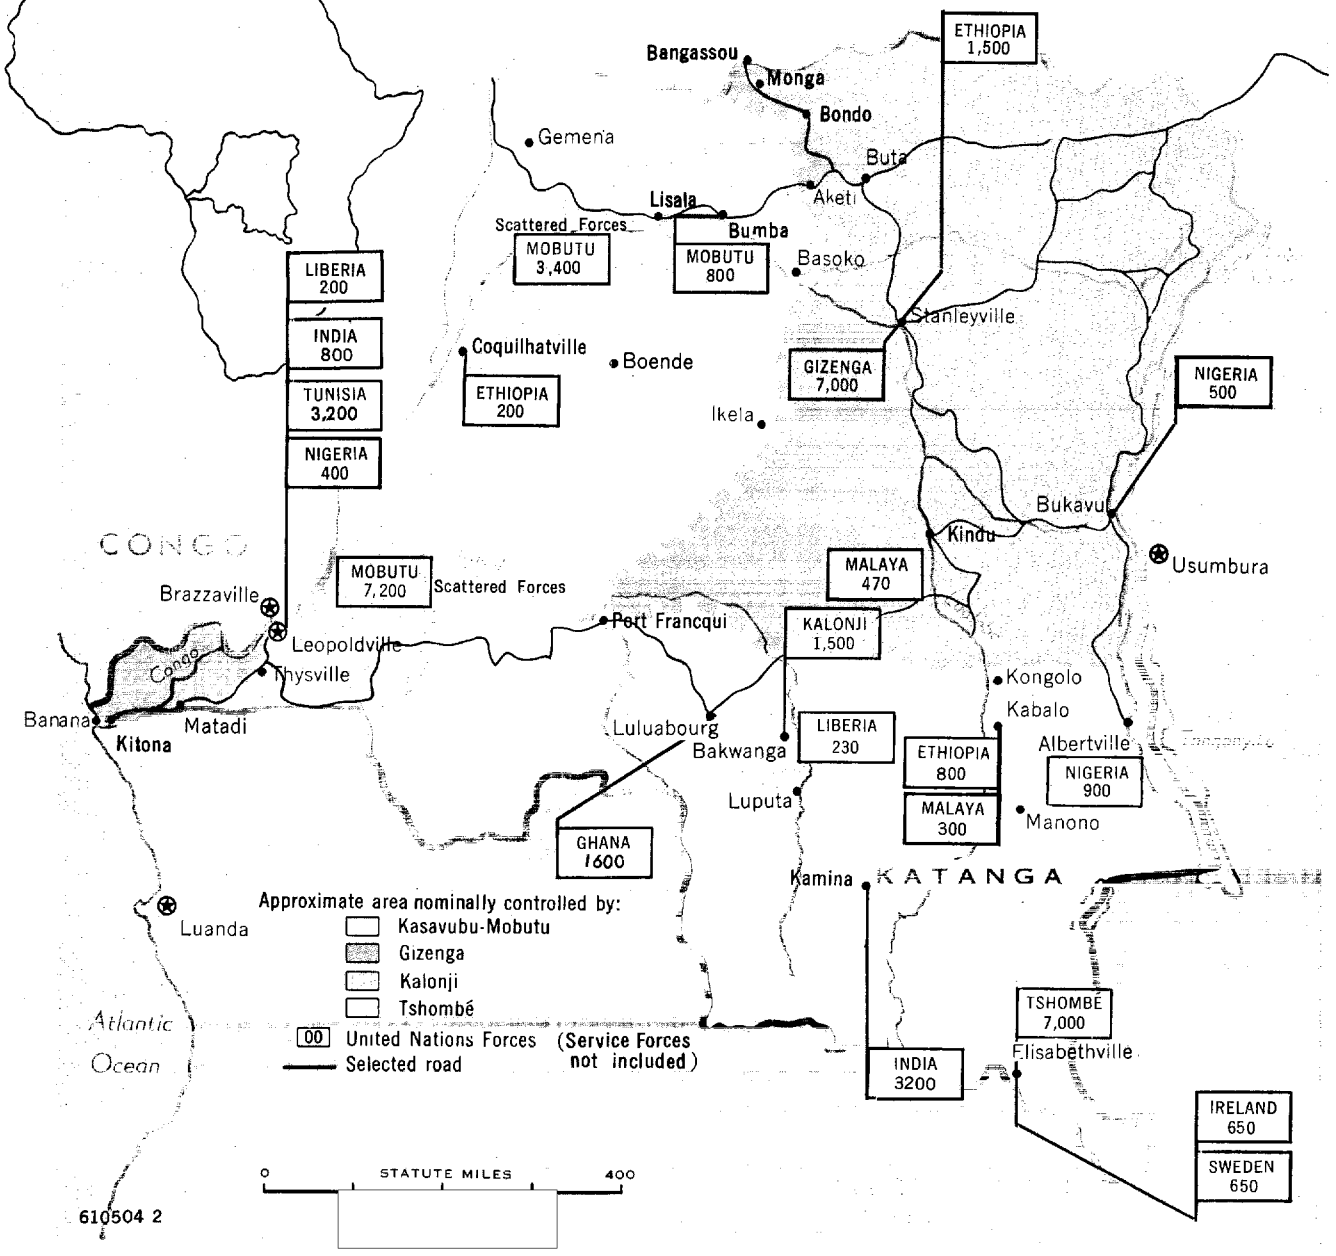 ETHIOPIA
1,500
Bangassou
Monga
Bondo
Gemena
Buta
Aketi
Lisala
Bumba
Scattered Forces
MOBUTU
3,400
MOBUTU
800
Basoko
LIBERIA
200
INDIA
800
TUNISIA
3,200
NIGERIA
400
Stanleyville
Coquilhatville
ETHIOPIA
200
Boende
GIZENGA
7,000
NIGERIA
500
Ikela
Bukavu
Kindu
Usumbura
CONGO
MOBUTU
7,200
Scattered Forces
MALAYA
470
Brazzaville
Leopoldville
Port Francqui
KALONJI
1,500
Congo
Thysville
Kongolo
Kabalo
Banana
Kitona
Matadi
Luluabourg
Bakwanga
LIBERIA
230
ETHIOPIA
800
MALAYA
300
Albertville
NIGERIA
900
Luputa
Manono
GHANA
1600
Kamina
KATANGA
Luanda
Approximate area nominally controlled by:
Kasavubu-Mobutu
Gizenga
Kalonji
Tshombé
00 United Nations Forces (Service Forces
not included)
Selected road
Atlantic
Ocean
TSHOMBÉ
7,000
Elisabethville
INDIA
3200
IRELAND
650
SWEDEN
650
0 STATUTE MILES 400
610504 2